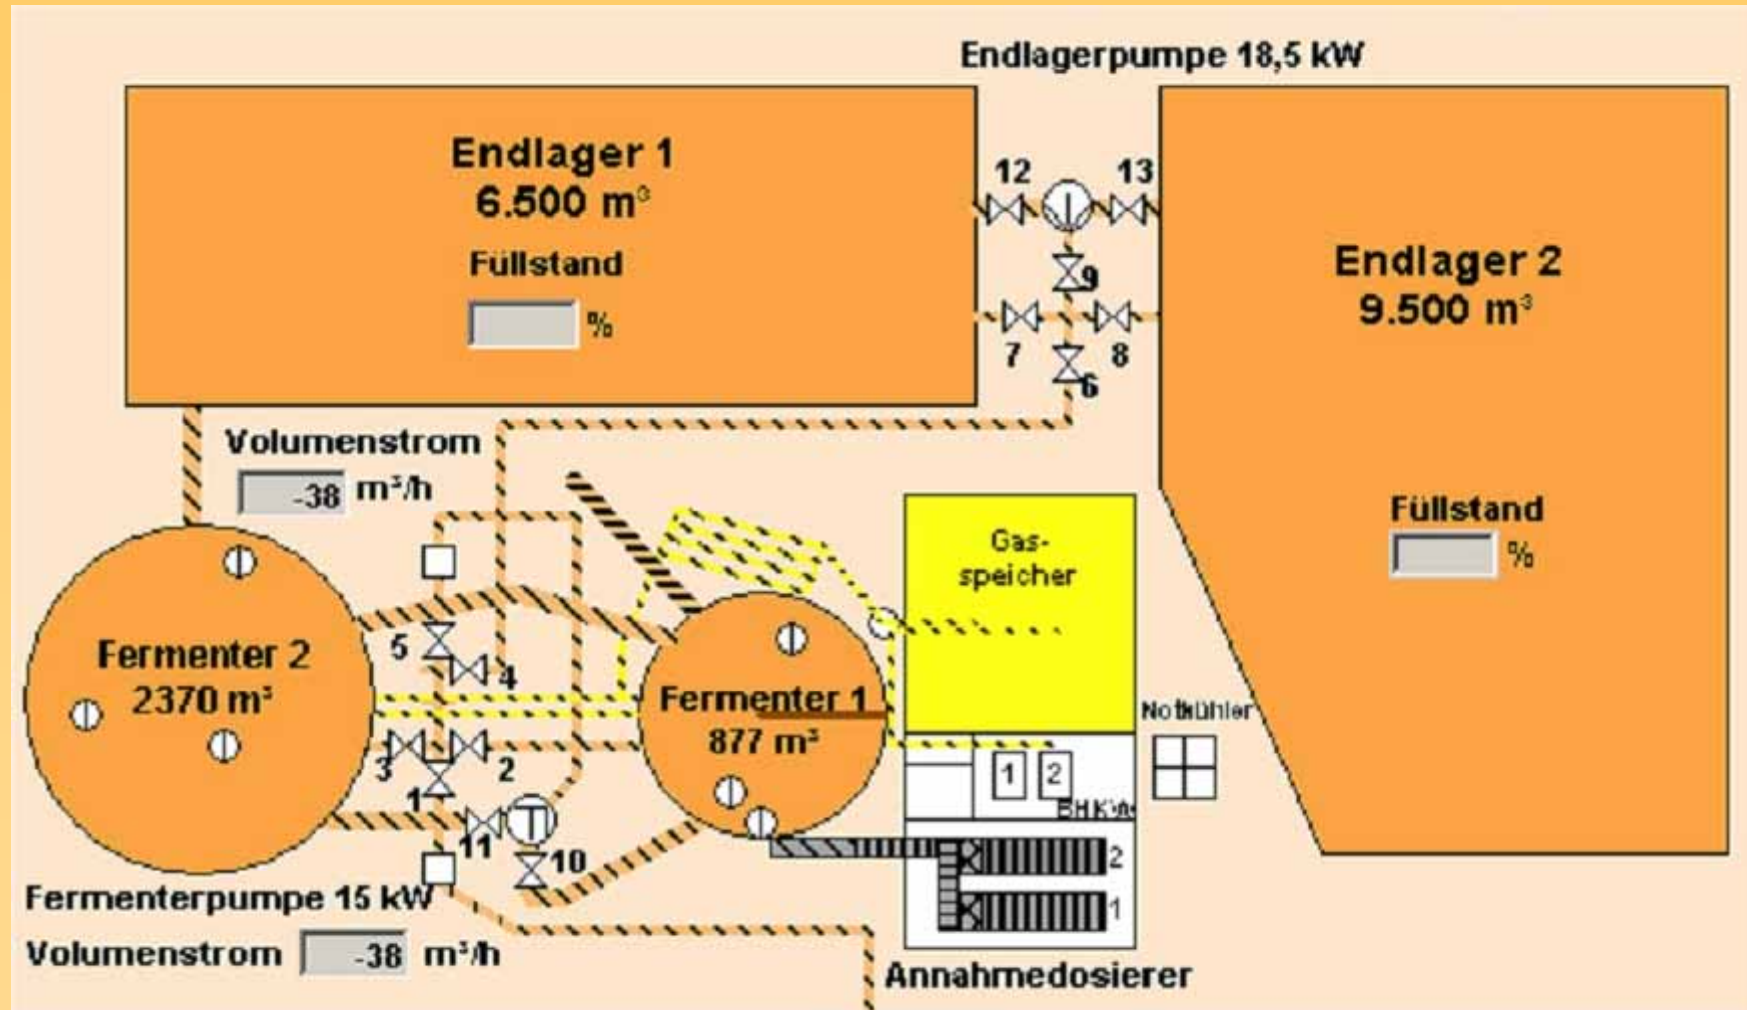 Endlagerpumpe 18,5 kW
Endlager 1
6.500 m³
Füllstand
%
12
13
9
7
8
6
Endlager 2
9.500 m³
Füllstand
%
Volumenstrom
-38 m³/h
Gas-
speicher
5
4
Fermenter 2
2370 m³
Fermenter 1
877 m³
Notkühler
3
2
1
1
2
BHKW
11
10
2
1
Fermenterpumpe 15 kW
Volumenstrom -38 m³/h
Annahmedosierer